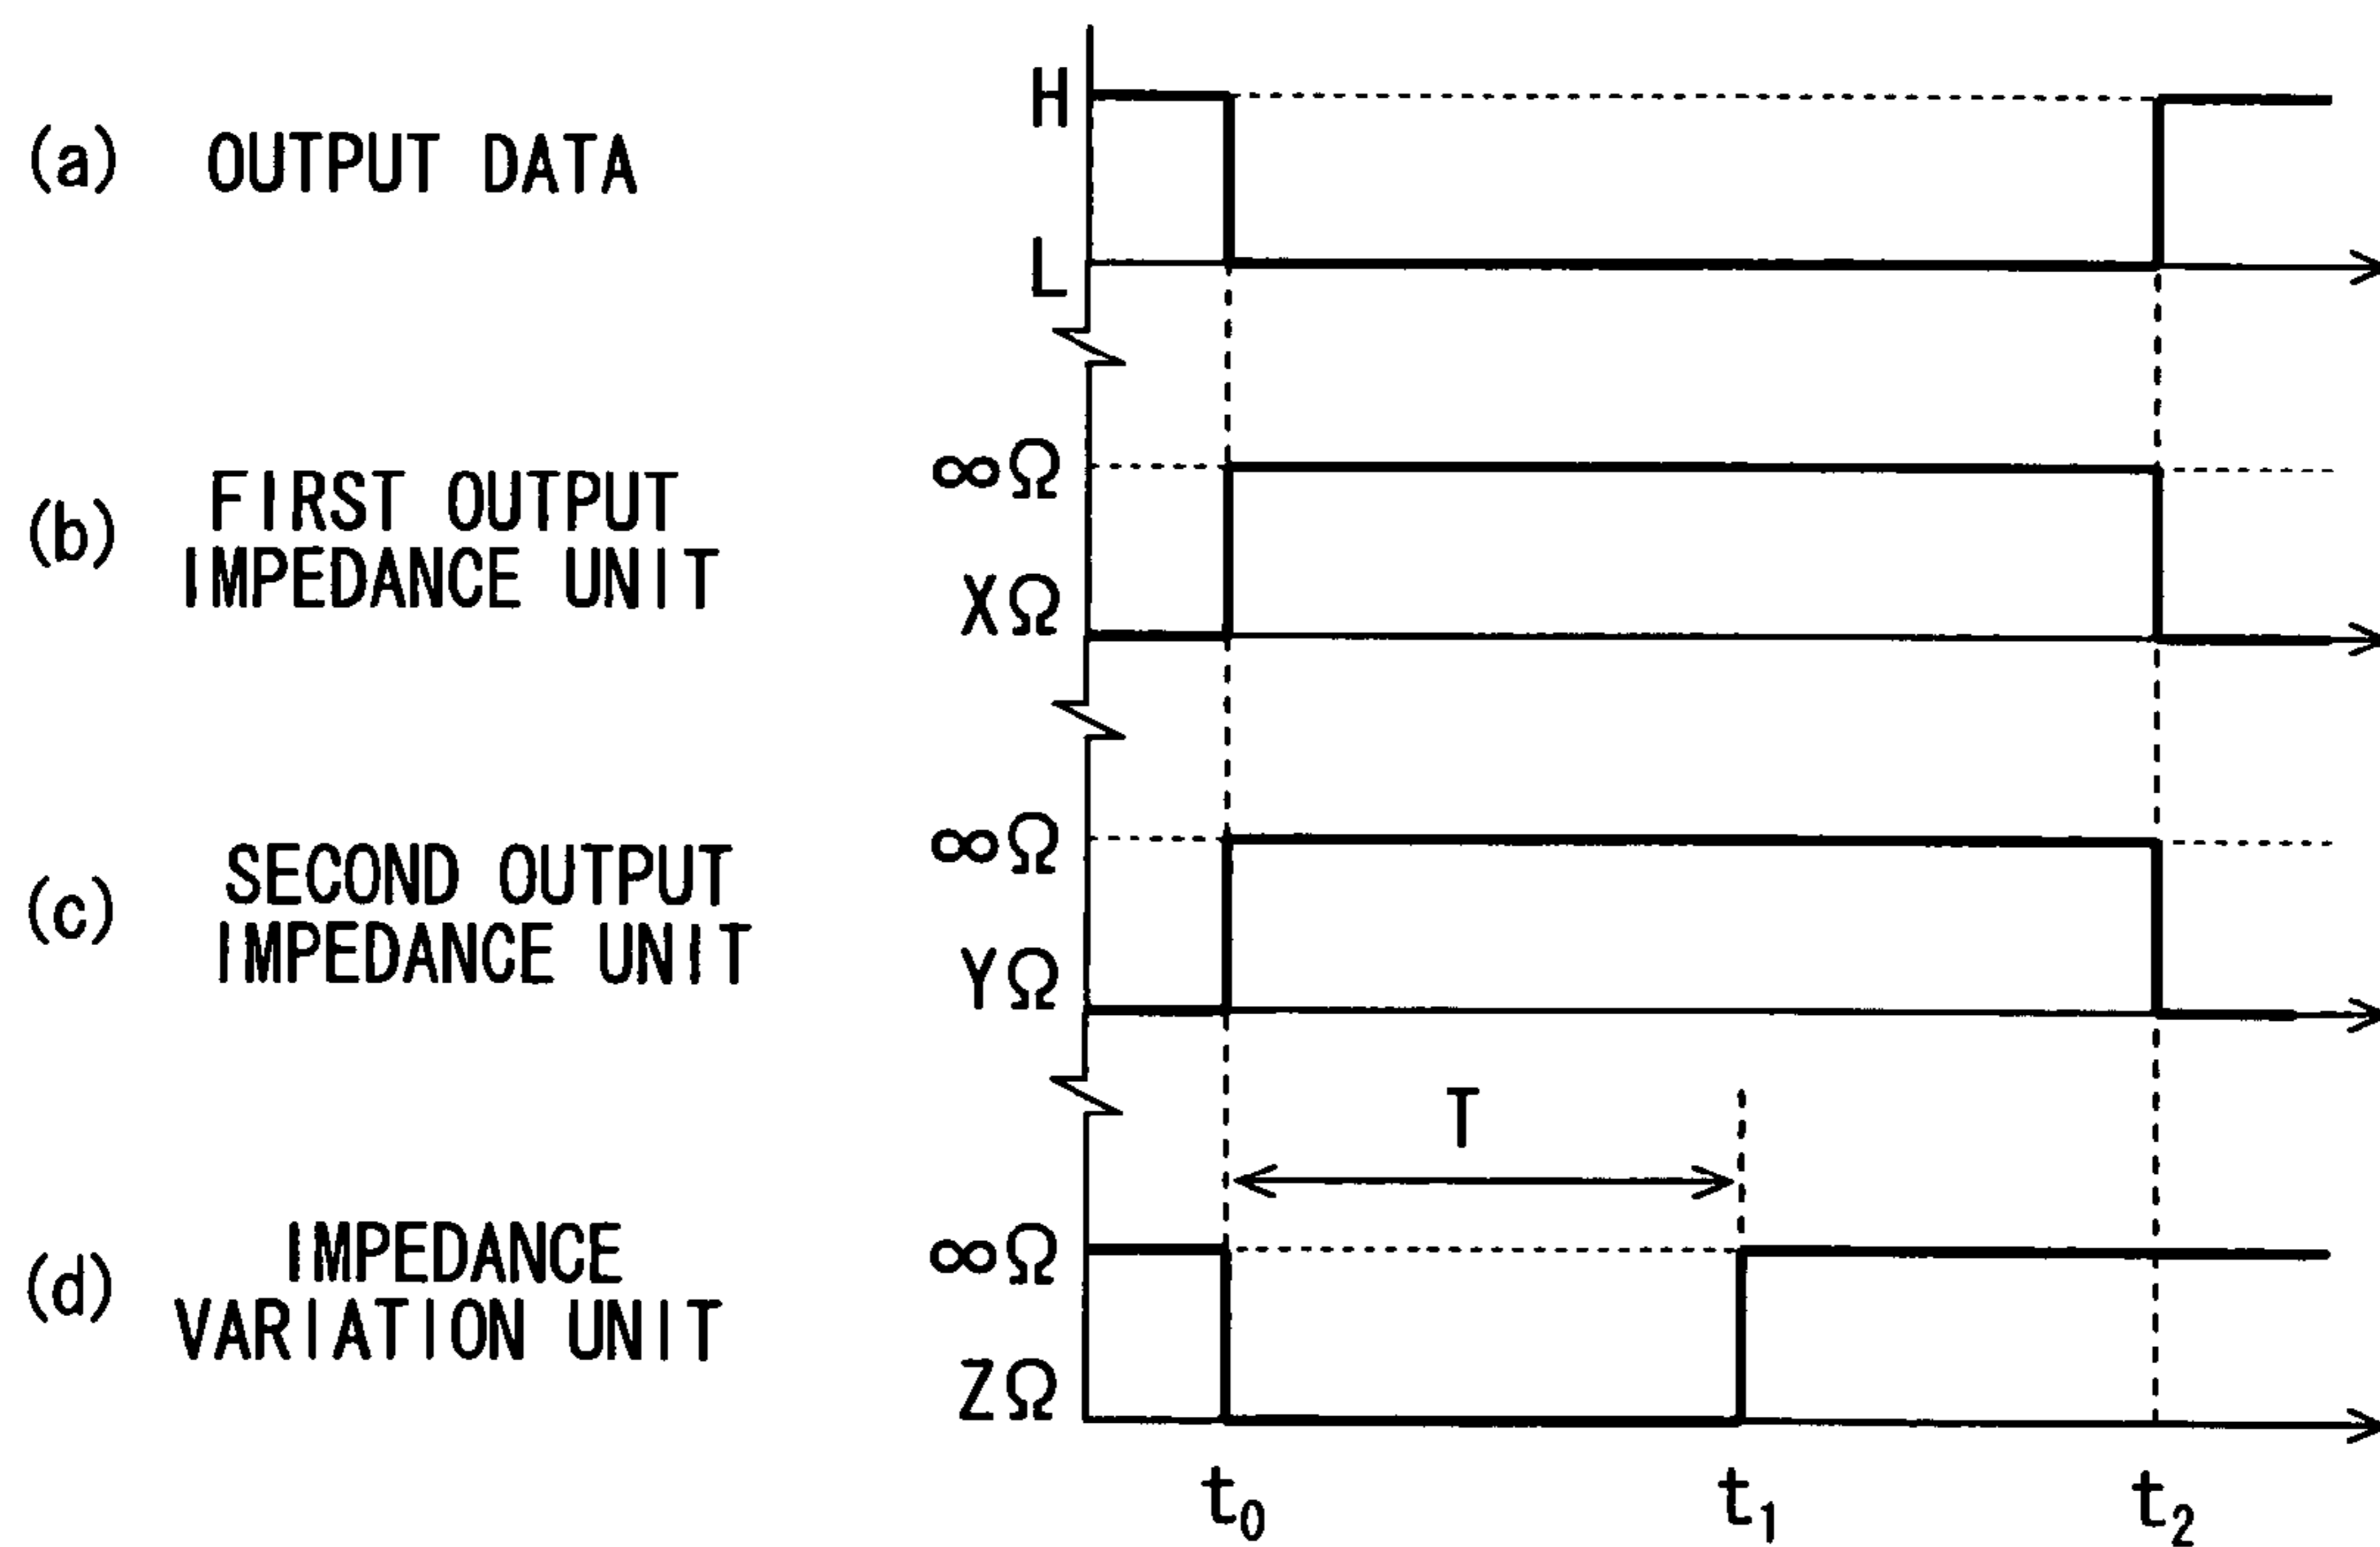 (a) OUTPUT DATA
H
L
(b) FIRST OUTPUT
IMPEDANCE UNIT
∞Ω
XΩ
(c) SECOND OUTPUT
IMPEDANCE UNIT
∞Ω
YΩ
T
(d) IMPEDANCE
VARIATION UNIT
∞Ω
ZΩ
t₀ t₁ t₂